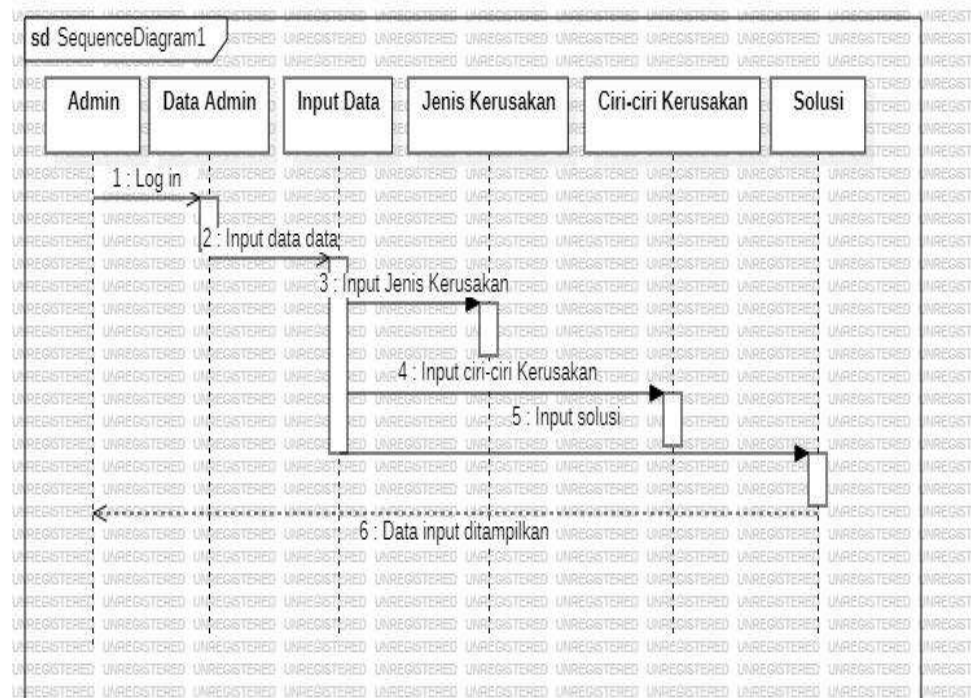 sd SequenceDiagram1
Admin
Data Admin
Input Data
Jenis Kerusakan
Ciri-ciri Kerusakan
Solusi
1 : Log in
2 : Input data data
3 : Input Jenis Kerusakan
4 : Input ciri-ciri Kerusakan
5 : Input solusi
6 : Data input ditampilkan
UNREGISTERED